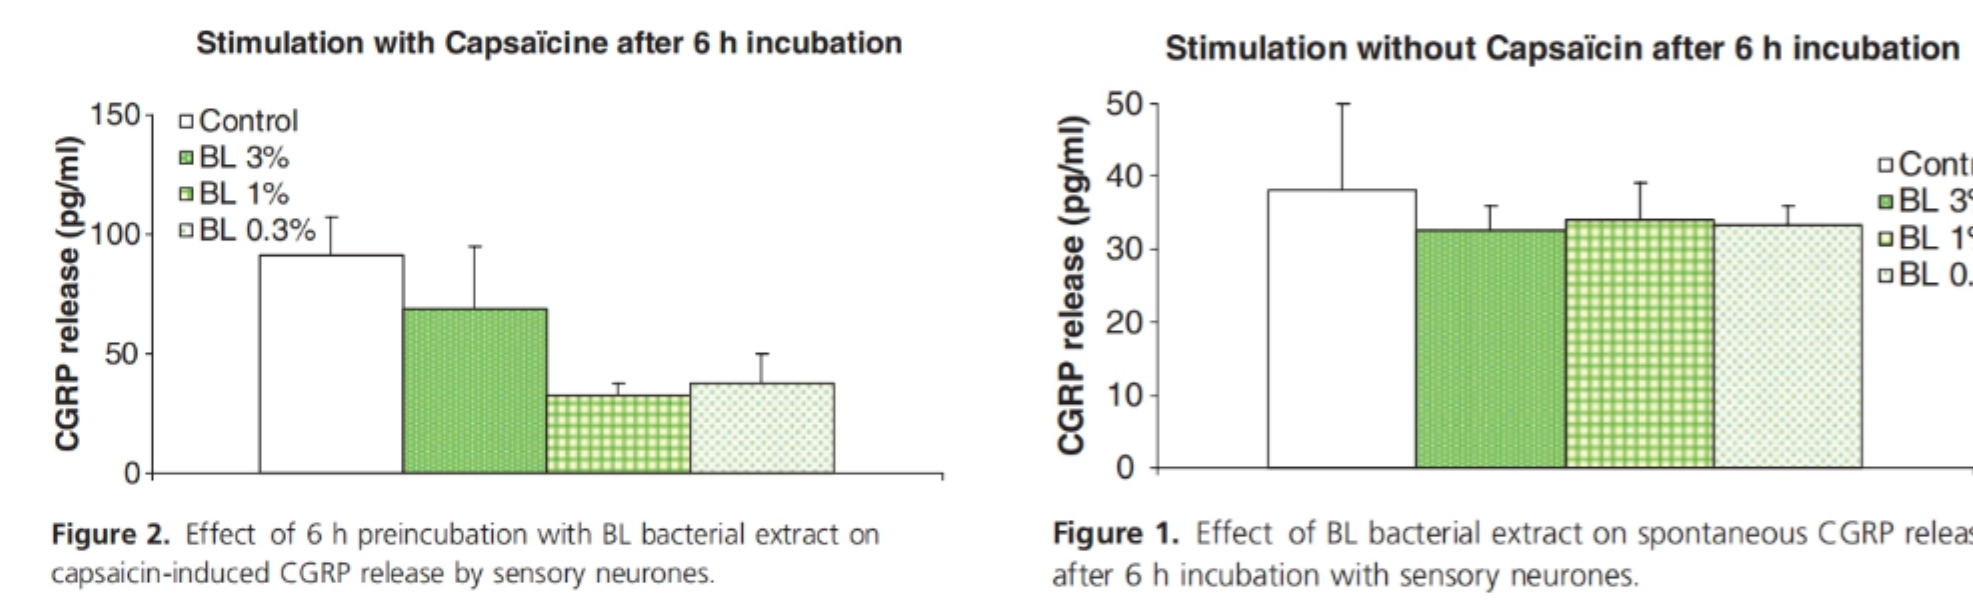 Stimulation with Capsaïcine after 6 h incubation
CGRP release (pg/ml)
150
100
50
0
Control
BL 3%
BL 1%
BL 0.3%
Figure 2. Effect of 6 h preincubation with BL bacterial extract on
capsaicin-induced CGRP release by sensory neurones.
Stimulation without Capsaïcin after 6 h incubation
CGRP release (pg/ml)
50
40
30
20
10
0
BL
BL
BL
Figure 1. Effect of BL bacterial extract on spontaneous CGRP
after 6 h incubation with sensory neurones.